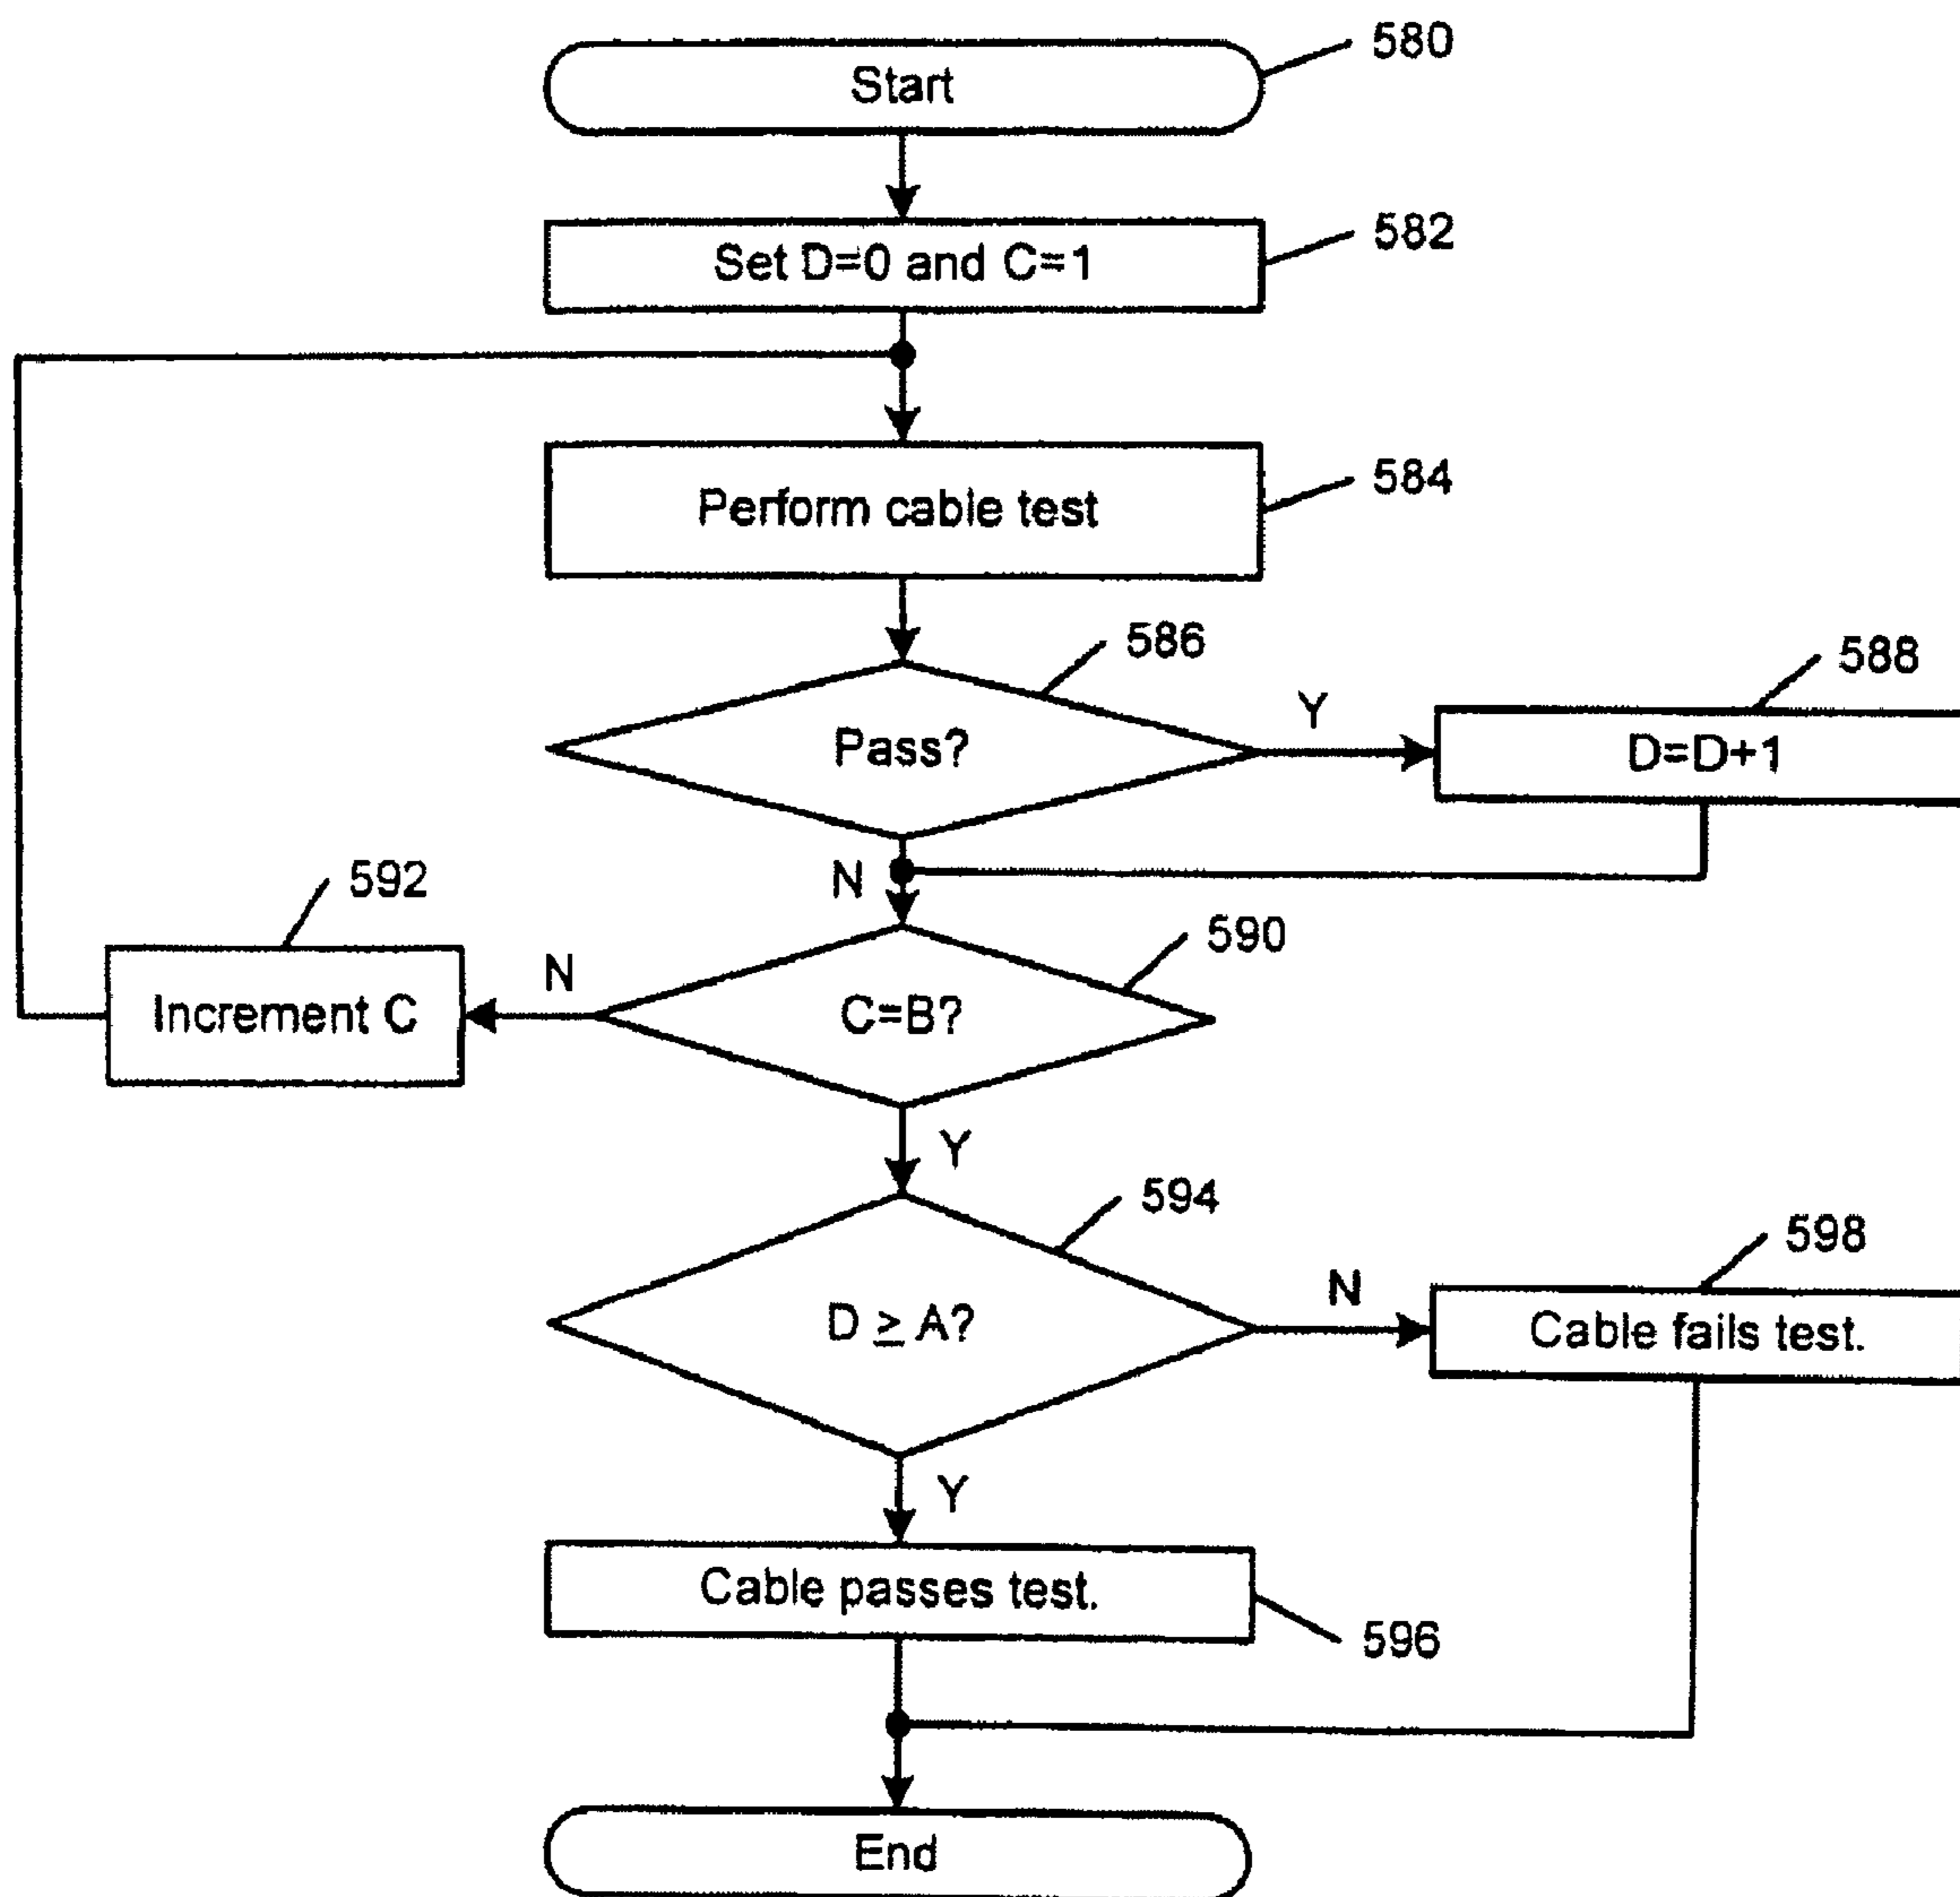 Start
580
Set D=0 and C=1
582
Perform cable test
584
586
Pass?
Y
588
D=D+1
N
592
Increment C
N
590
C=B?
Y
594
D ≥ A?
N
598
Cable fails test.
Y
Cable passes test.
596
End